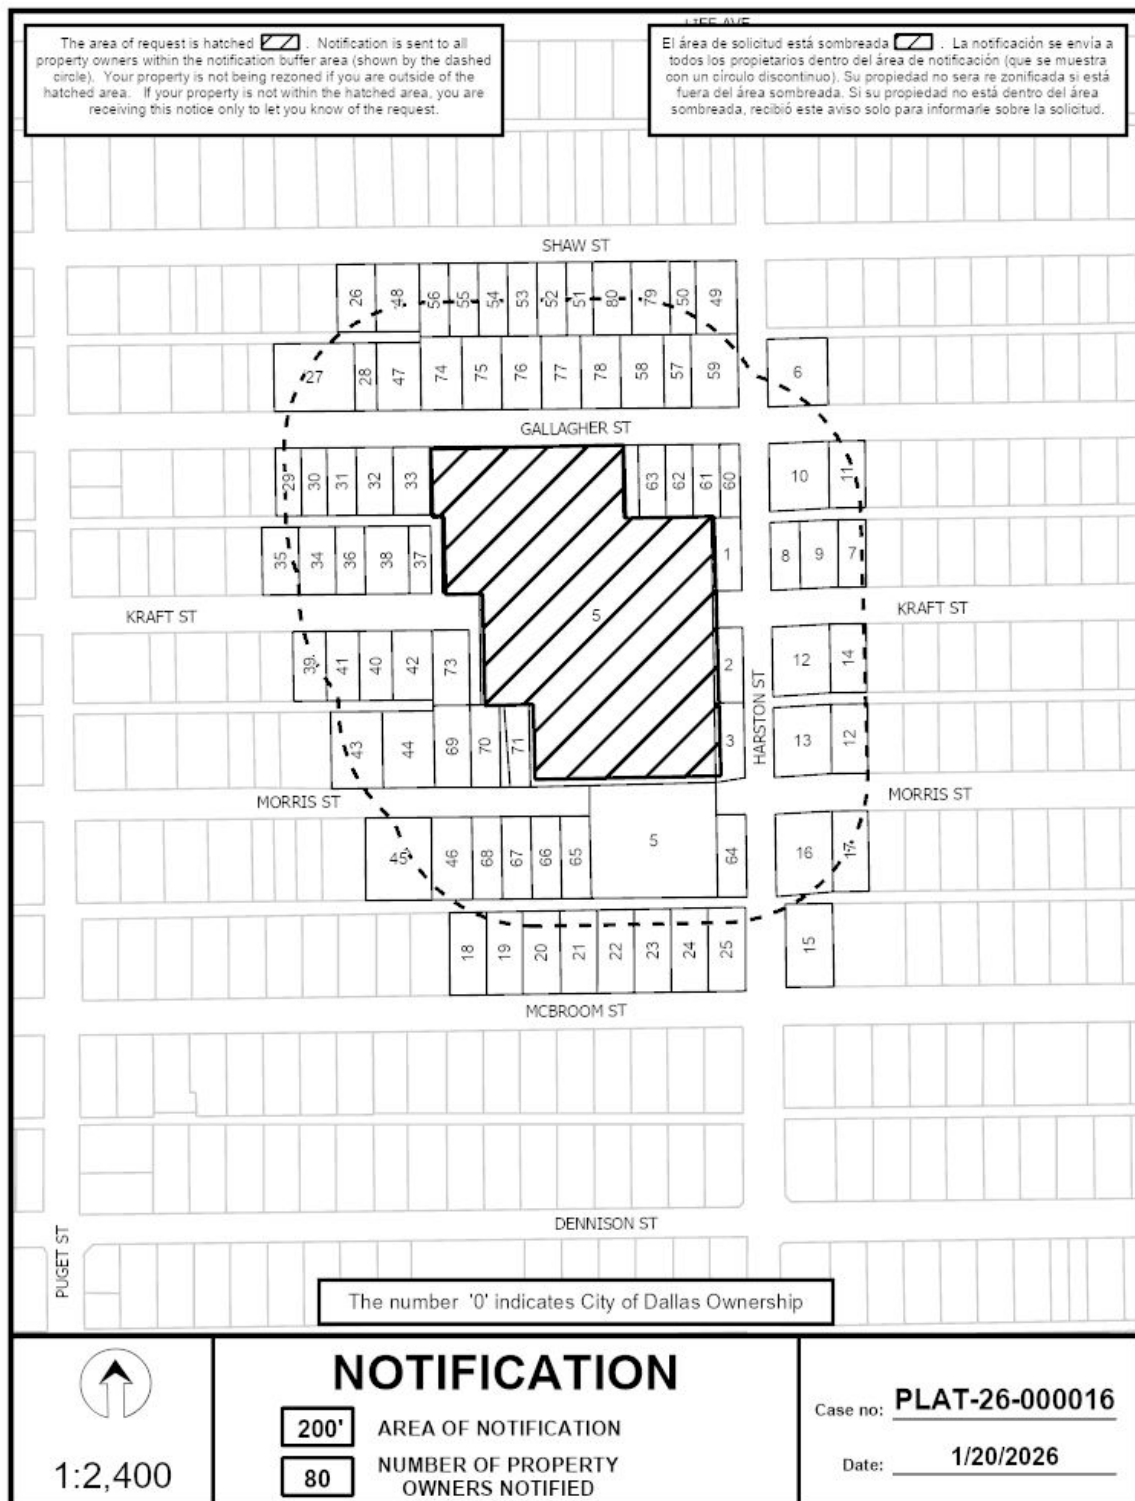 LIFE AVE
The area of request is hatched . Notification is sent to all
property owners within the notification buffer area (shown by the dashed
circle). Your property is not being rezoned if you are outside of the
hatched area. If your property is not within the hatched area, you are
receiving this notice only to let you know of the request.
El área de solicitud está sombreada . La notificación se envía a
todos los propietarios dentro del área de notificación (que se muestra
con un círculo discontinuo). Su propiedad no sera re zonificada si está
fuera del área sombreada. Si su propiedad no está dentro del área
sombreada, recibió este aviso solo para informarle sobre la solicitud.
SHAW ST
26 48 56 55 54 53 52 51 80 79 50 49
27 28 47 74 75 76 77 78 58 57 59 6
GALLAGHER ST
29 30 31 32 33 63 62 61 60 10 11
35 34 36 38 37 1 8 9 7
KRAFT ST
5
KRAFT ST
39 41 40 42 73 2 12 14
HARSTON ST
43 44 69 70 71 3 13 12
MORRIS ST
MORRIS ST
45 46 68 67 66 65 5 64 16 17
18 19 20 21 22 23 24 25 15
MCBROOM ST
DENNISON ST
PUGET ST
The number '0' indicates City of Dallas Ownership
1:2,400
NOTIFICATION
200' AREA OF NOTIFICATION
80 NUMBER OF PROPERTY
OWNERS NOTIFIED
Case no: PLAT-26-000016
Date: 1/20/2026